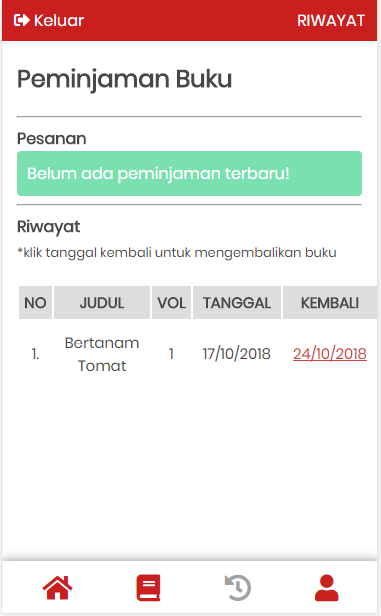 Keluar RIWAYAT
Peminjaman Buku
Pesanan
Belum ada peminjaman terbaru!
Riwayat
*klik tanggal kembali untuk mengembalikan buku
NO JUDUL VOL TANGGAL KEMBALI
1. Bertanam Tomat 1 17/10/2018 24/10/2018